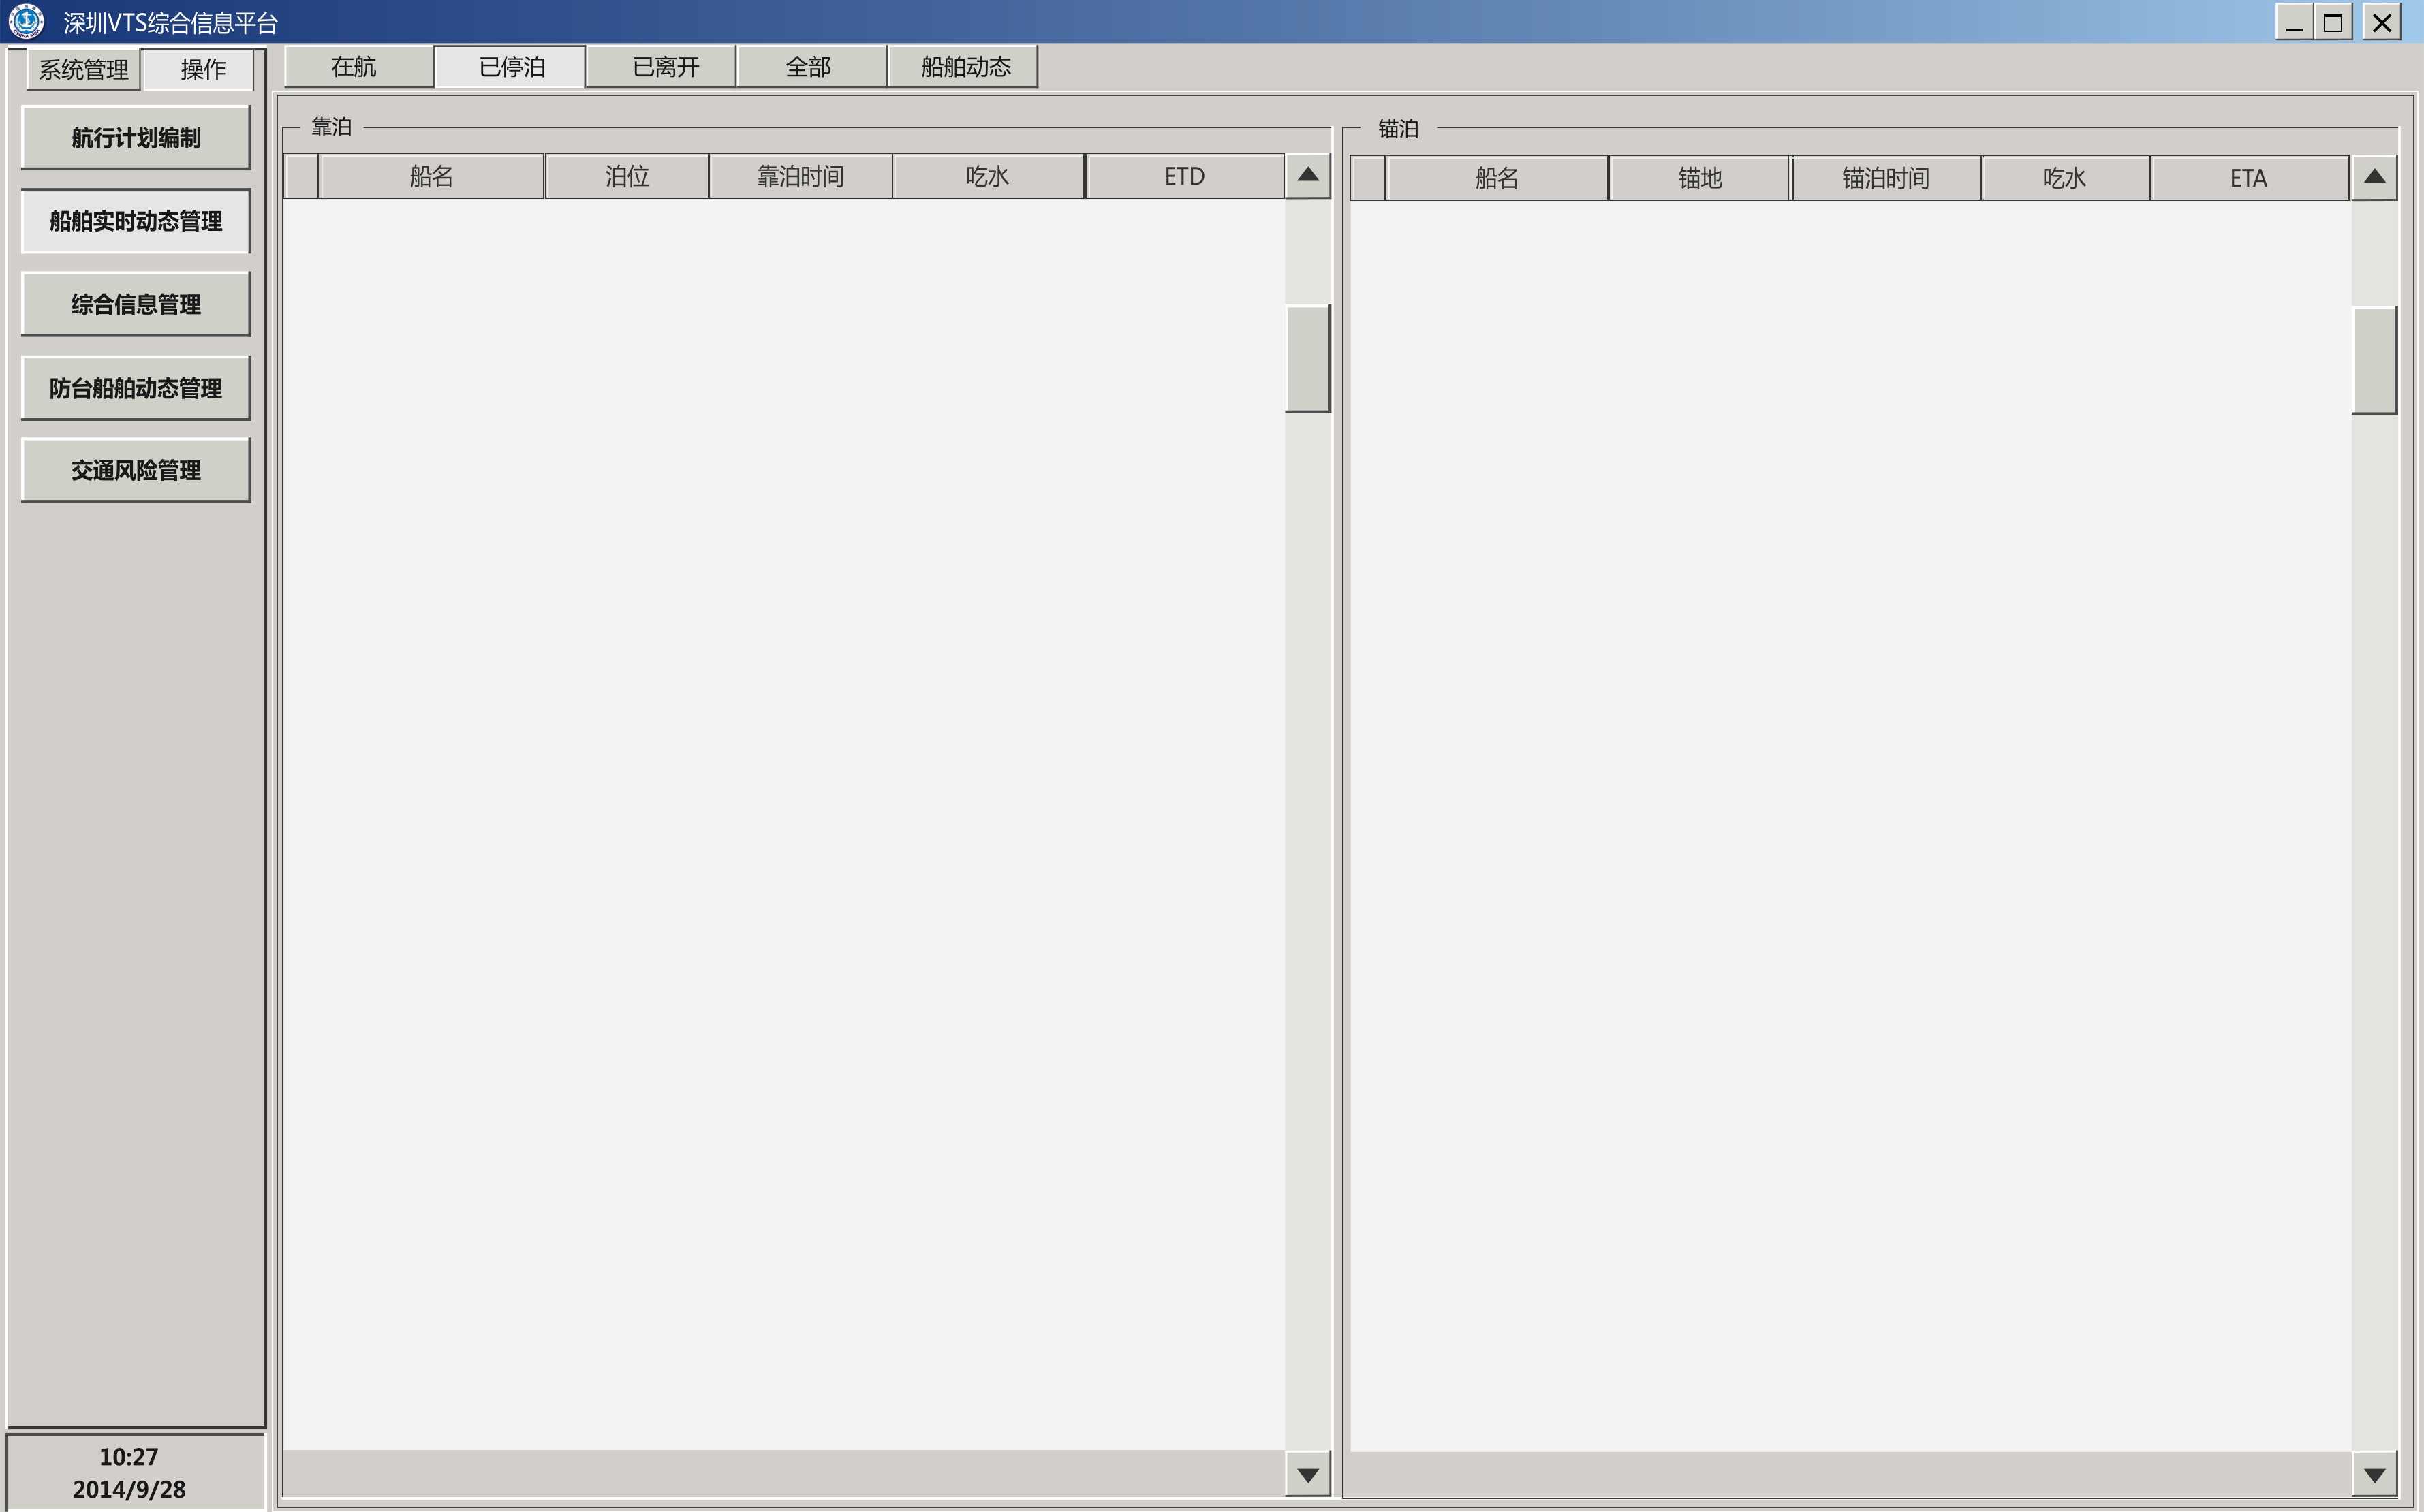 深圳VTS综合信息平台
系统管理 操作
在航 已停泊 已离开 全部 船舶动态
航行计划编制
船舶实时动态管理
综合信息管理
防台船舶动态管理
交通风险管理
靠泊
船名 泊位 靠泊时间 吃水 ETD
锚泊
船名 锚地 锚泊时间 吃水 ETA
10:27
2014/9/28